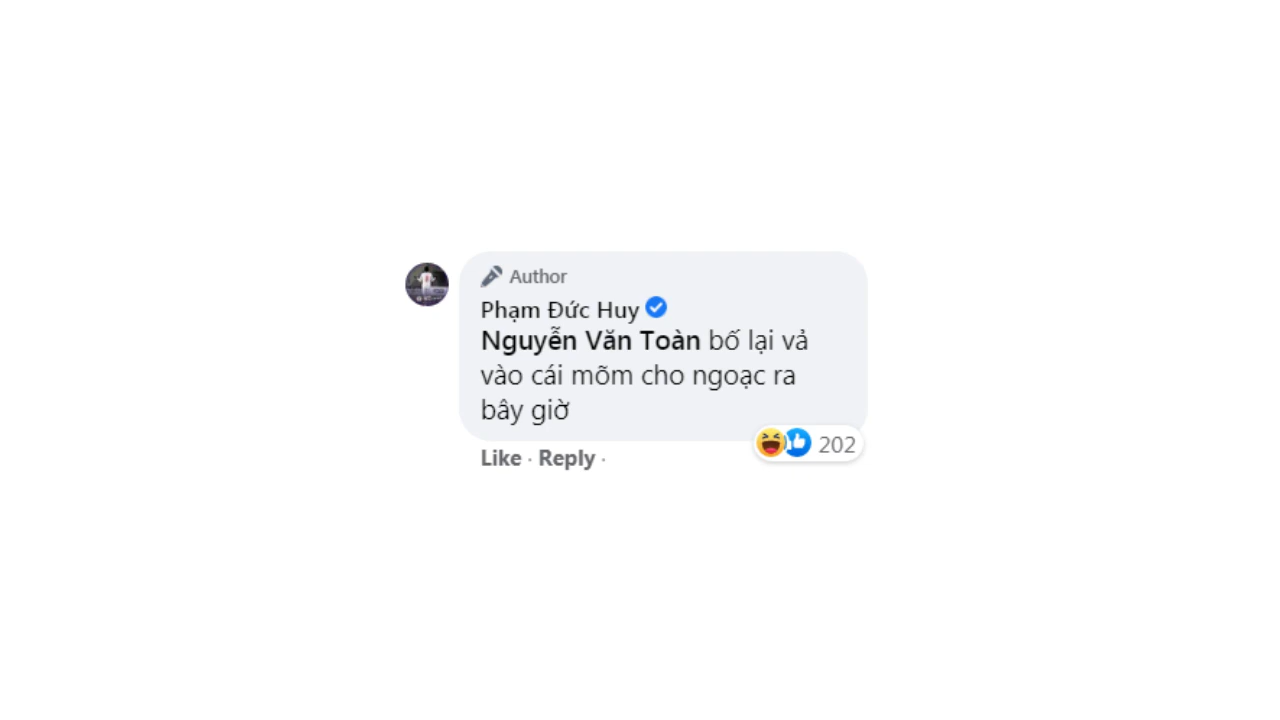 Author
Phạm Đức Huy
Nguyễn Văn Toàn bố lại vả
vào cái mõm cho ngoạc ra
bây giờ
Like · Reply ·
202